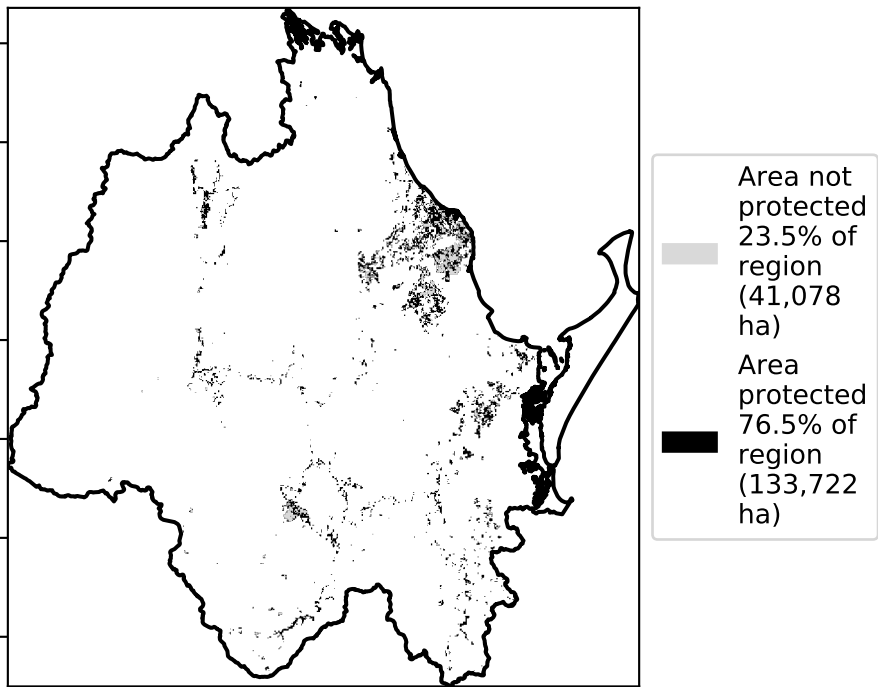 Area not
protected
23.5% of
region
(41,078
ha)
Area
protected
76.5% of
region
(133,722
ha)